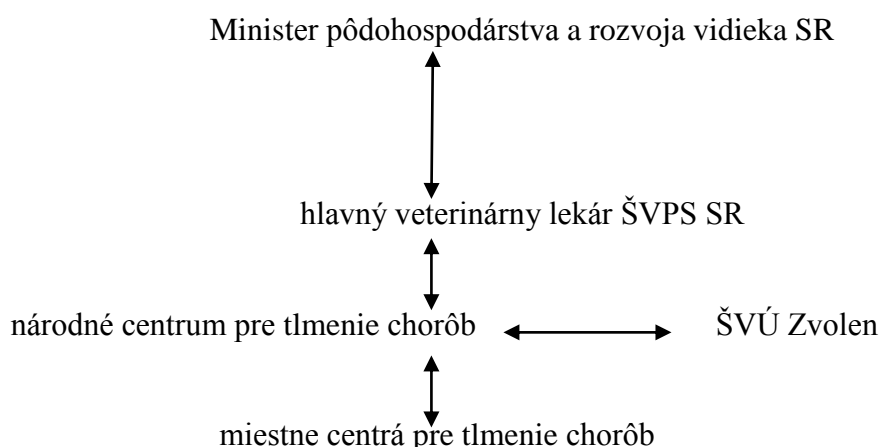 Minister pôdohospodárstva a rozvoja vidieka SR
hlavný veterinárny lekár ŠVPS SR
národné centrum pre tlmenie chorôb
ŠVÚ Zvolen
miestne centrá pre tlmenie chorôb